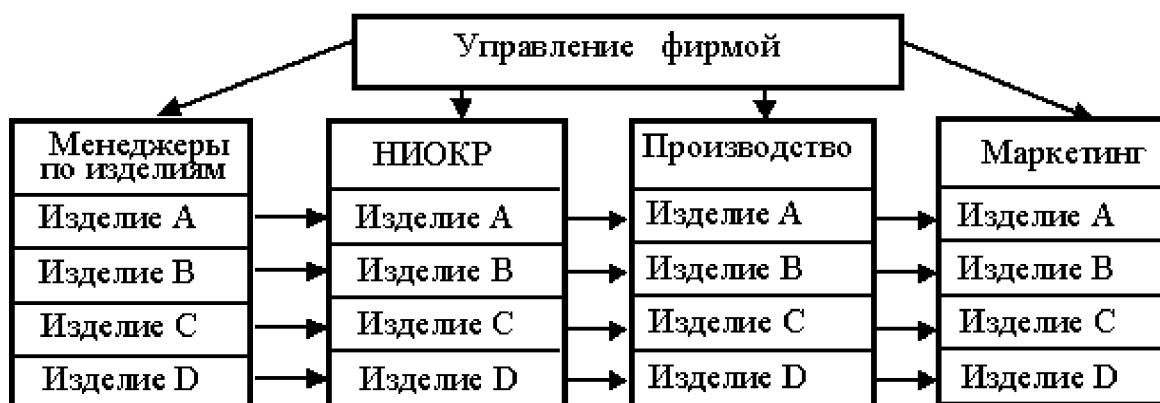 Управление фирмой
Менеджеры
по изделиям
Изделие A
Изделие B
Изделие C
Изделие D
НИОКР
Изделие A
Изделие B
Изделие C
Изделие D
Производство
Изделие A
Изделие B
Изделие C
Изделие D
Маркетинг
Изделие A
Изделие B
Изделие C
Изделие D